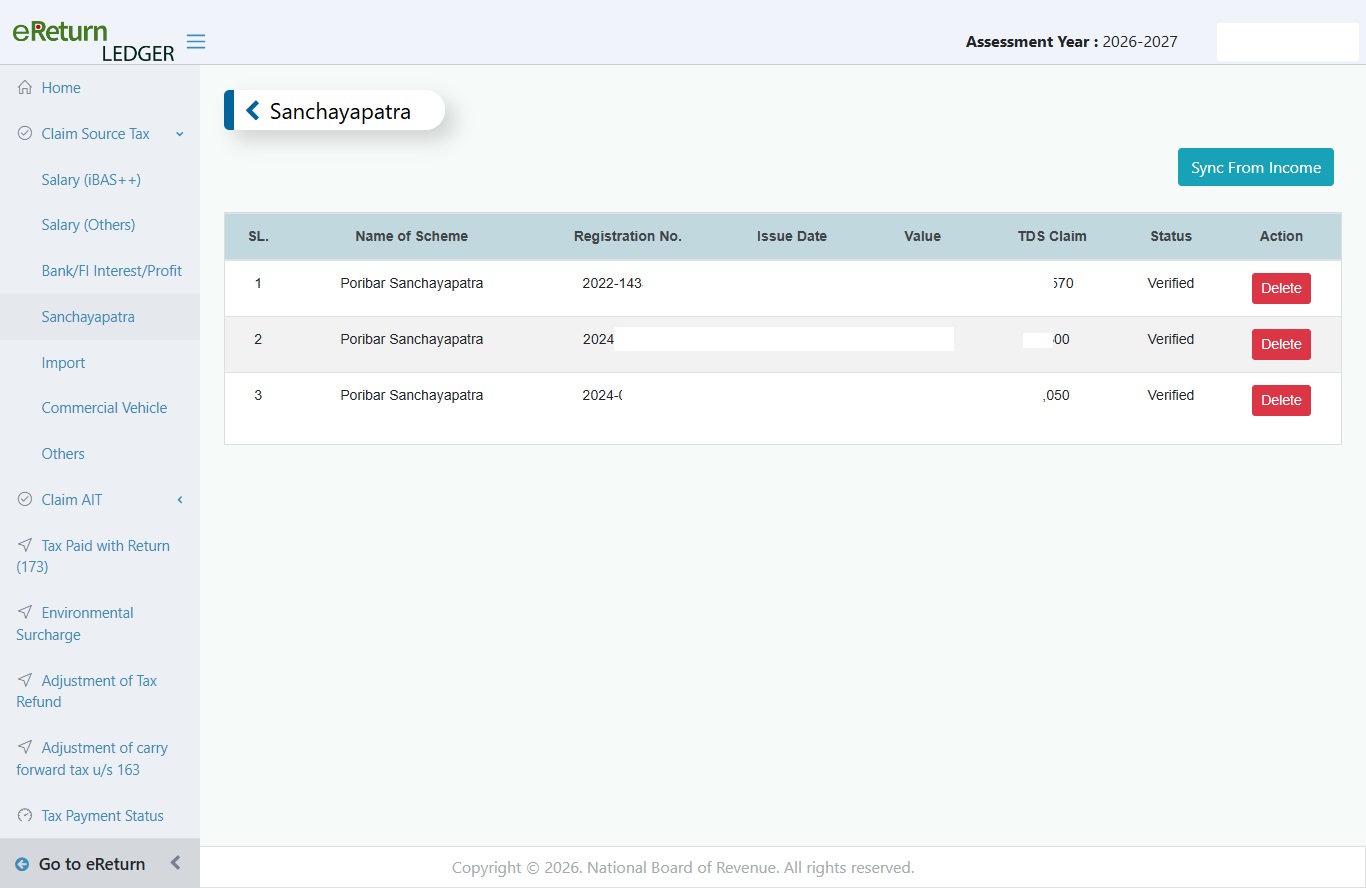 eReturn
LEDGER
Assessment Year : 2026-2027
Home
Claim Source Tax
Salary (iBAS++)
Salary (Others)
Bank/FI Interest/Profit
Sanchayapatra
Import
Commercial Vehicle
Others
Claim AIT
Tax Paid with Return
(173)
Environmental
Surcharge
Adjustment of Tax
Refund
Adjustment of carry
forward tax u/s 163
Tax Payment Status
Go to eReturn
Sanchayapatra
Sync From Income
SL. Name of Scheme Registration No. Issue Date Value TDS Claim Status Action
1 Poribar Sanchayapatra 2022-143 Verified Delete
2 Poribar Sanchayapatra 2024 00 Verified Delete
3 Poribar Sanchayapatra 2024- ,050 Verified Delete
Copyright © 2026. National Board of Revenue. All rights reserved.